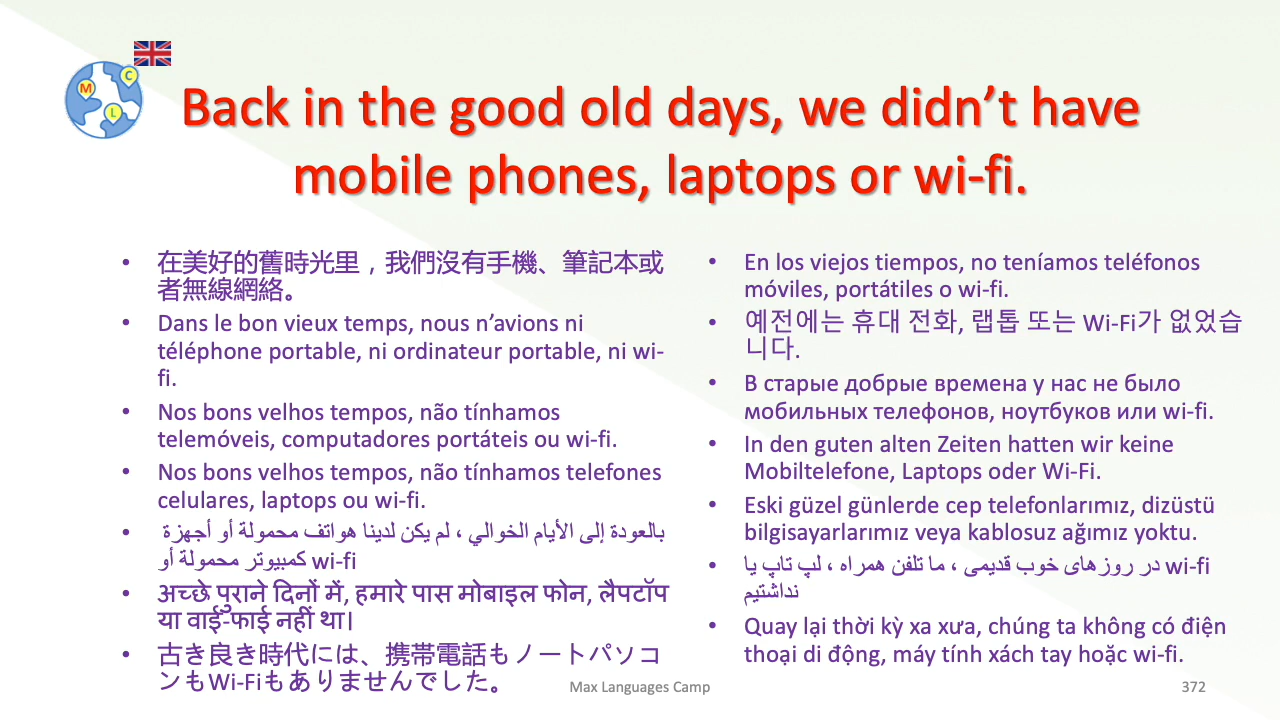 M
C
L
Back in the good old days, we didn’t have
mobile phones, laptops or wi-fi.
• 在美好的舊時光里，我們沒有手機、筆記本或
者無線網絡。
• Dans le bon vieux temps, nous n’avions ni
téléphone portable, ni ordinateur portable, ni wi-
fi.
• Nos bons velhos tempos, não tínhamos
telemóveis, computadores portáteis ou wi-fi.
• Nos bons velhos tempos, não tínhamos telefones
celulares, laptops ou wi-fi.
• بالعودة إلى الأيام الخوالي ، لم يكن لدينا هواتف محمولة أو أجهزة
كمبيوتر محمولة أو wi-fi
• अच्छे पुराने दिनों में, हमारे पास मोबाइल फोन, लैपटॉप
या वाई-फाई नहीं था।
• 古き良き時代には、携帯電話もノートパソコ
ンもWi-Fiもありませんでした。
• En los viejos tiempos, no teníamos teléfonos
móviles, portátiles o wi-fi.
• 예전에는 휴대 전화, 랩톱 또는 Wi-Fi가 없었습
니다.
• В старые добрые времена у нас не было
мобильных телефонов, ноутбуков или wi-fi.
• In den guten alten Zeiten hatten wir keine
Mobiltelefone, Laptops oder Wi-Fi.
• Eski güzel günlerde cep telefonlarımız, dizüstü
bilgisayarlarımız veya kablosuz ağımız yoktu.
• در روزهای خوب قدیمی ، ما تلفن همراه ، لپ تاپ یا wi-fi
نداشتیم
• Quay lại thời kỳ xa xưa, chúng ta không có điện
thoại di động, máy tính xách tay hoặc wi-fi.
Max Languages Camp
372